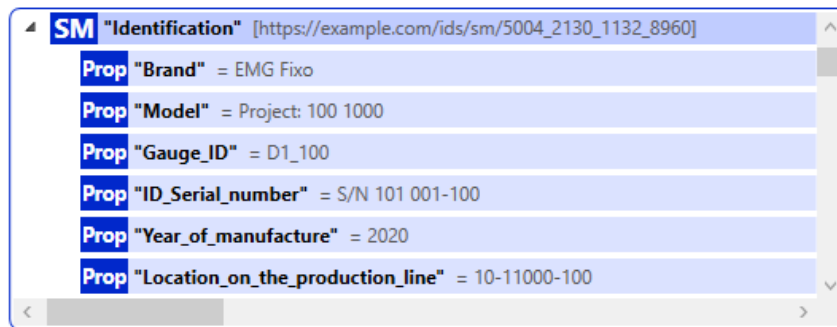 SM "Identification" [https://example.com/ids/sm/5004_2130_1132_8960]
Prop "Brand" = EMG Fixo
Prop "Model" = Project: 100 1000
Prop "Gauge_ID" = D1_100
Prop "ID_Serial_number" = S/N 101 001-100
Prop "Year_of_manufacture" = 2020
Prop "Location_on_the_production_line" = 10-11000-100